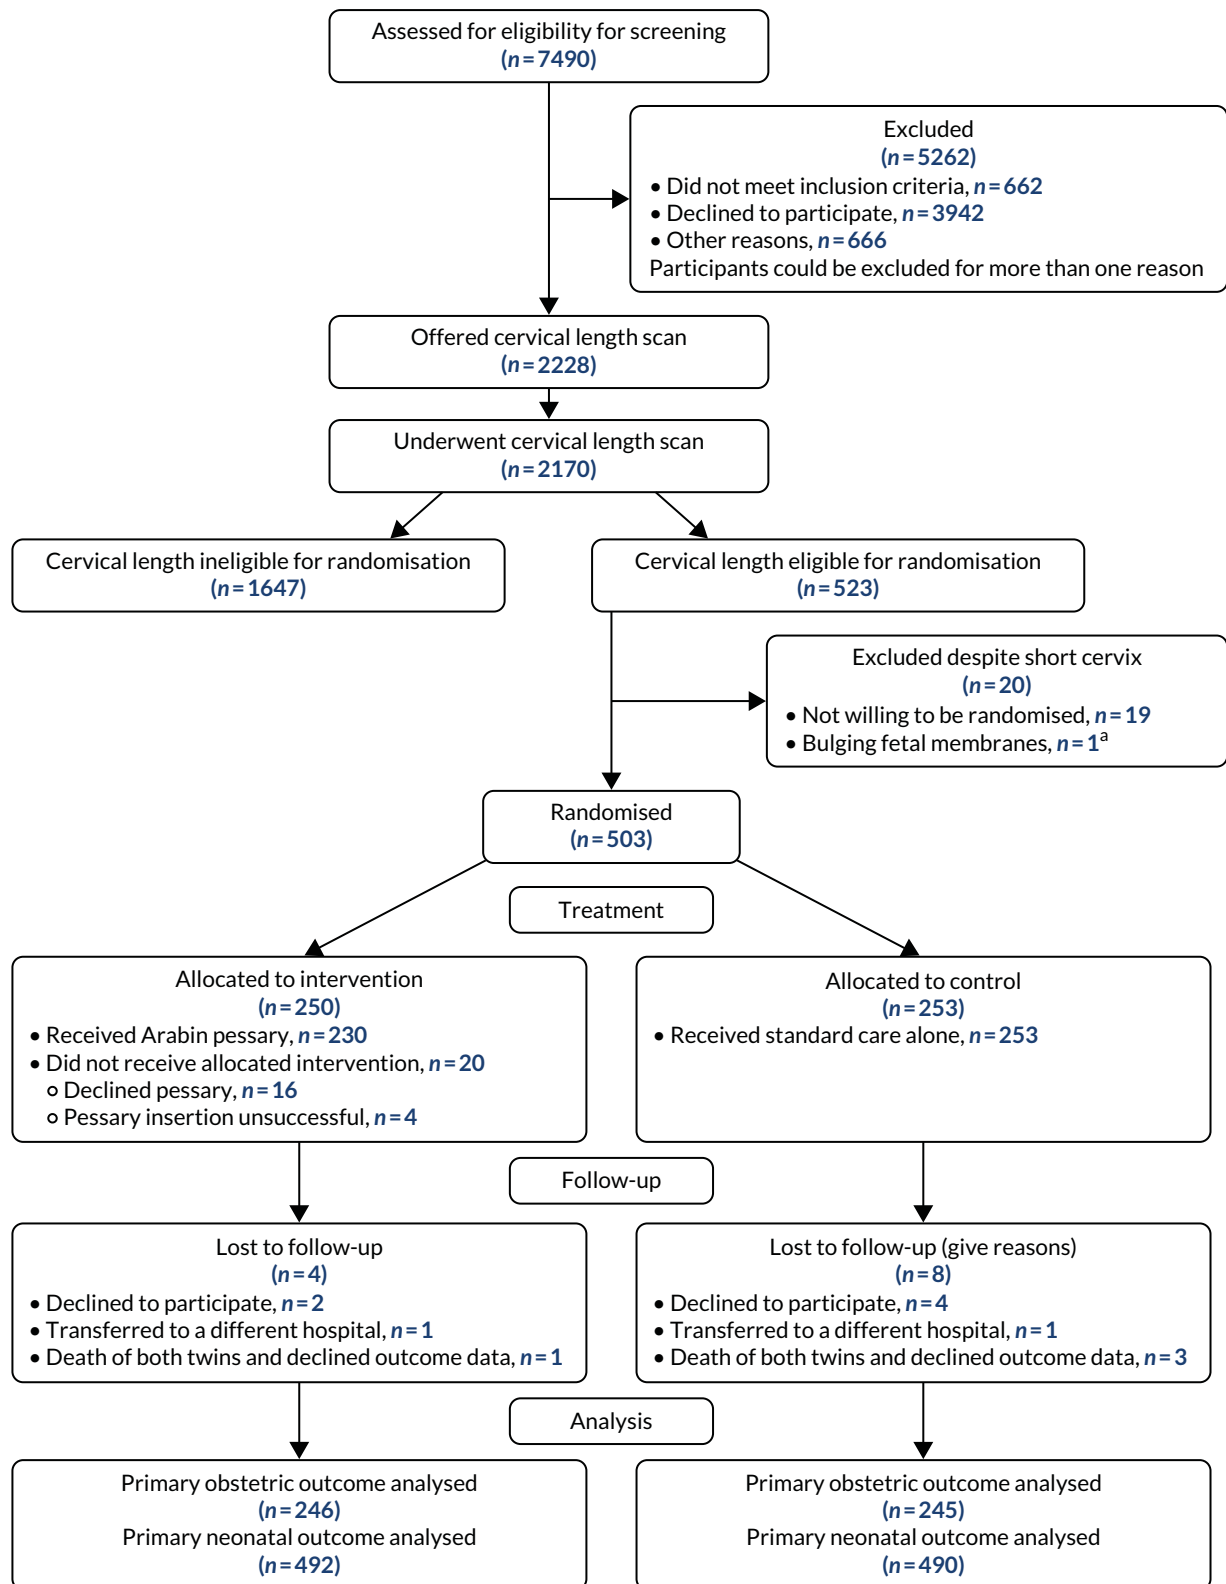 Assessed for eligibility for screening
(n=7490)
Excluded
(n=5262)
• Did not meet inclusion criteria, n=662
• Declined to participate, n=3942
• Other reasons, n=666
Participants could be excluded for more than one reason
Offered cervical length scan
(n=2228)
Underwent cervical length scan
(n=2170)
Cervical length ineligible for randomisation
(n=1647)
Cervical length eligible for randomisation
(n=523)
Excluded despite short cervix
(n=20)
• Not willing to be randomised, n=19
• Bulging fetal membranes, n=1ᵃ
Randomised
(n=503)
Treatment
Allocated to intervention
(n=250)
• Received Arabin pessary, n=230
• Did not receive allocated intervention, n=20
○ Declined pessary, n=16
○ Pessary insertion unsuccessful, n=4
Allocated to control
(n=253)
• Received standard care alone, n=253
Follow-up
Lost to follow-up
(n=4)
• Declined to participate, n=2
• Transferred to a different hospital, n=1
• Death of both twins and declined outcome data, n=1
Lost to follow-up (give reasons)
(n=8)
• Declined to participate, n=4
• Transferred to a different hospital, n=1
• Death of both twins and declined outcome data, n=3
Analysis
Primary obstetric outcome analysed
(n=246)
Primary neonatal outcome analysed
(n=492)
Primary obstetric outcome analysed
(n=245)
Primary neonatal outcome analysed
(n=490)